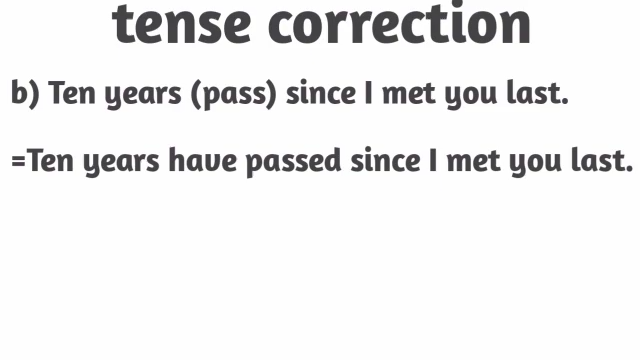 tense correction
b) Ten years (pass) since I met you last.
=Ten years have passed since I met you last.